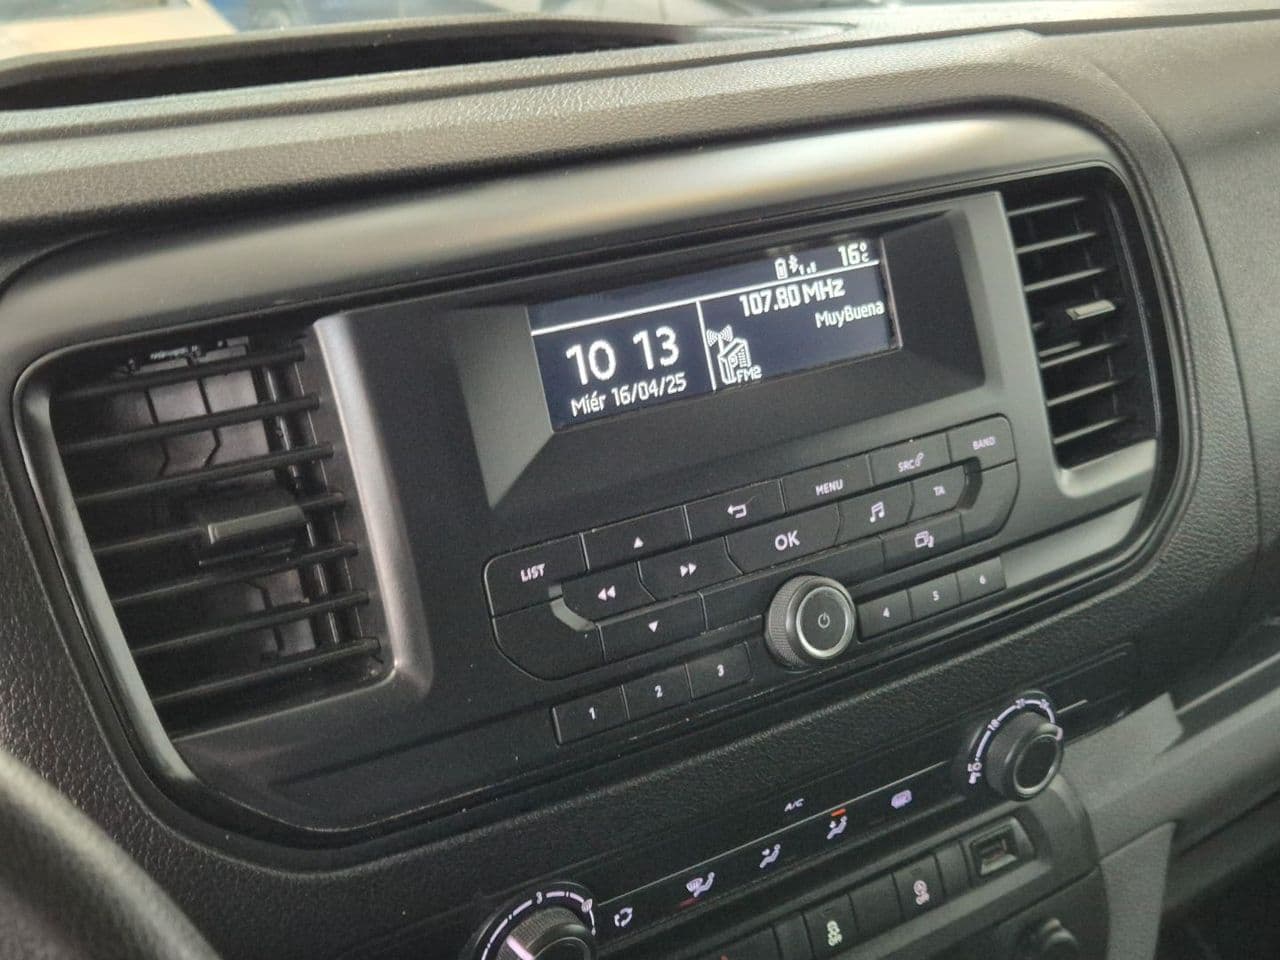 16°C
107.80 MHz
MuyBuena
10 13
Miér 16/04/25
FM2
BAND
SRC
MENU
TA
OK
LIST
6
5
4
3
2
1
A/C
3